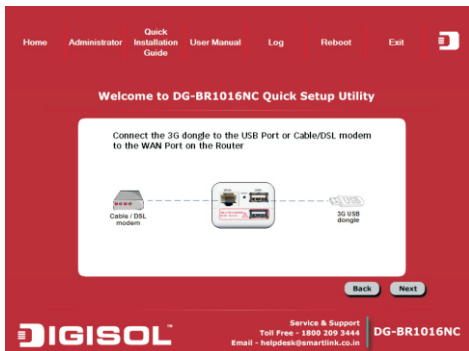 Home Administrator Quick Installation Guide User Manual Log Reboot Exit
Welcome to DG-BR1016NC Quick Setup Utility
Connect the 3G dongle to the USB Port or Cable/DSL modem
to the WAN Port on the Router
Cable / DSL
modem
3G USB
dongle
Back Next
DIGISOL™
Service & Support
Toll Free - 1800 209 3444
Email - helpdesk@smartlink.co.in
DG-BR1016NC